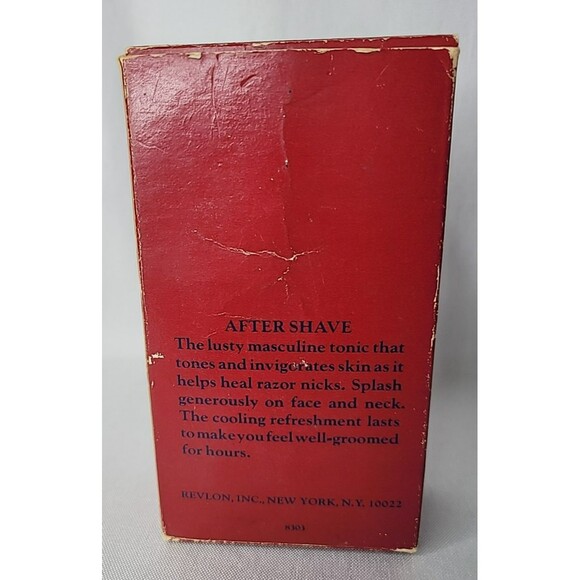 AFTER SHAVE
The lusty masculine tonic that
tones and invigorates skin as it
helps heal razor nicks. Splash
generously on face and neck.
The cooling refreshment lasts
to make you feel well-groomed
for hours.
REVLON, INC., NEW YORK, N.Y. 10022
8303